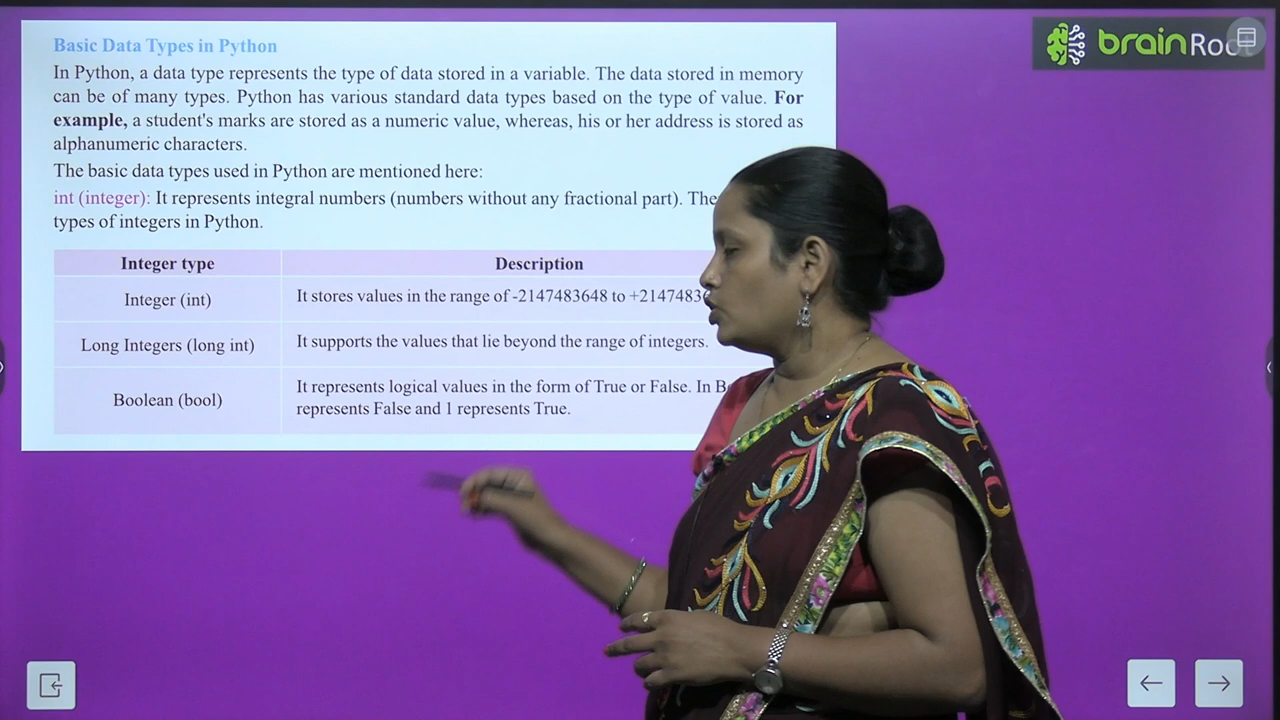 Basic Data Types in Python
brain
In Python, a data type represents the type of data stored in a variable. The data stored in memory
can be of many types. Python has various standard data types based on the type of value. For
example, a student's marks are stored as a numeric value, whereas, his or her address is stored as
alphanumeric characters.
The basic data types used in Python are mentioned here:
int (integer): It represents integral numbers (numbers without any fractional part). The
types of integers in Python.
Integer type Description
Integer (int) It stores values in the range of -2147483648 to
Long Integers (long int) It supports the values that lie beyond the range of integers.
Boolean (bool) It represents logical values in the form of True or False. In
represents False and 1 represents True.